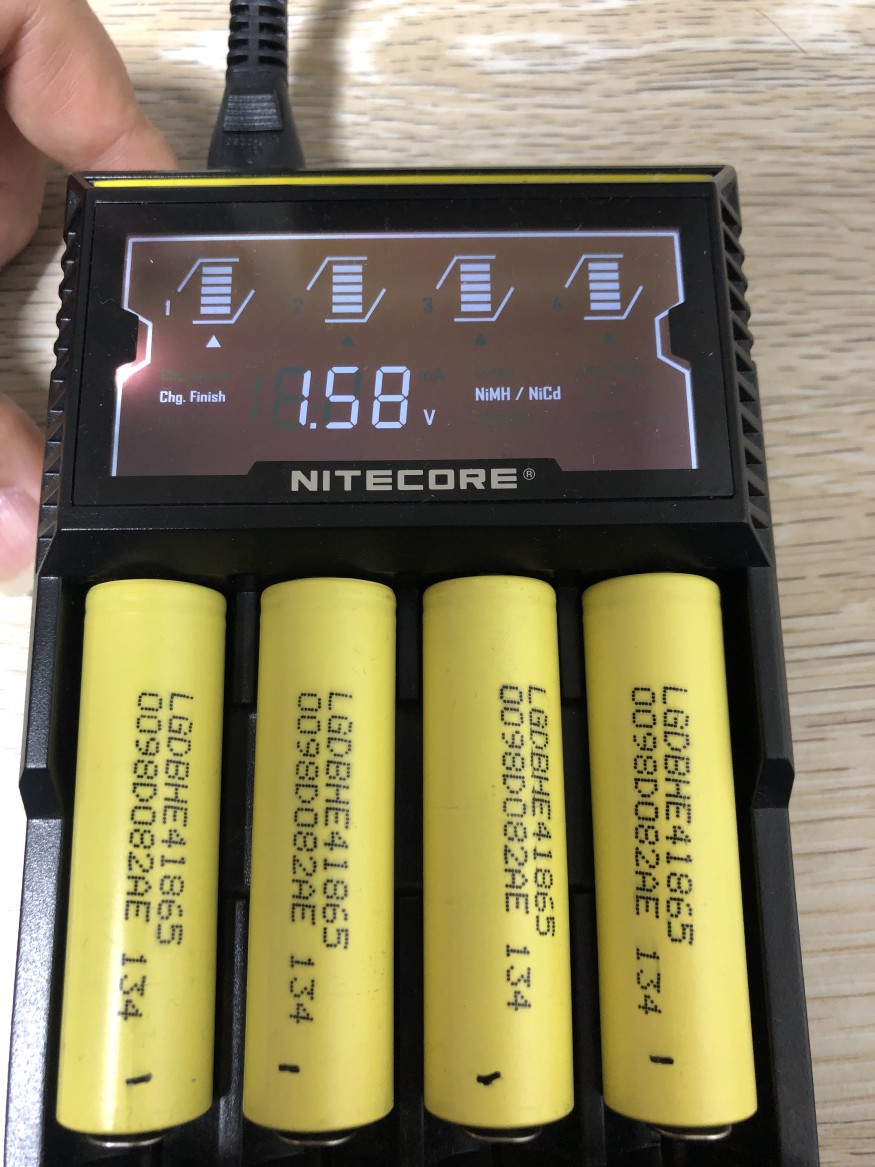 1 2 3 4
Chg. Finish
1.58 V
mA
NiMH / NiCd
NITECORE®
LGDBHE41865
0098D082AE 134
LGDBHE41865
0098D082AE 134
LGDBHE41865
0098D082AE 134
LGDBHE41865
0098D082AE 134